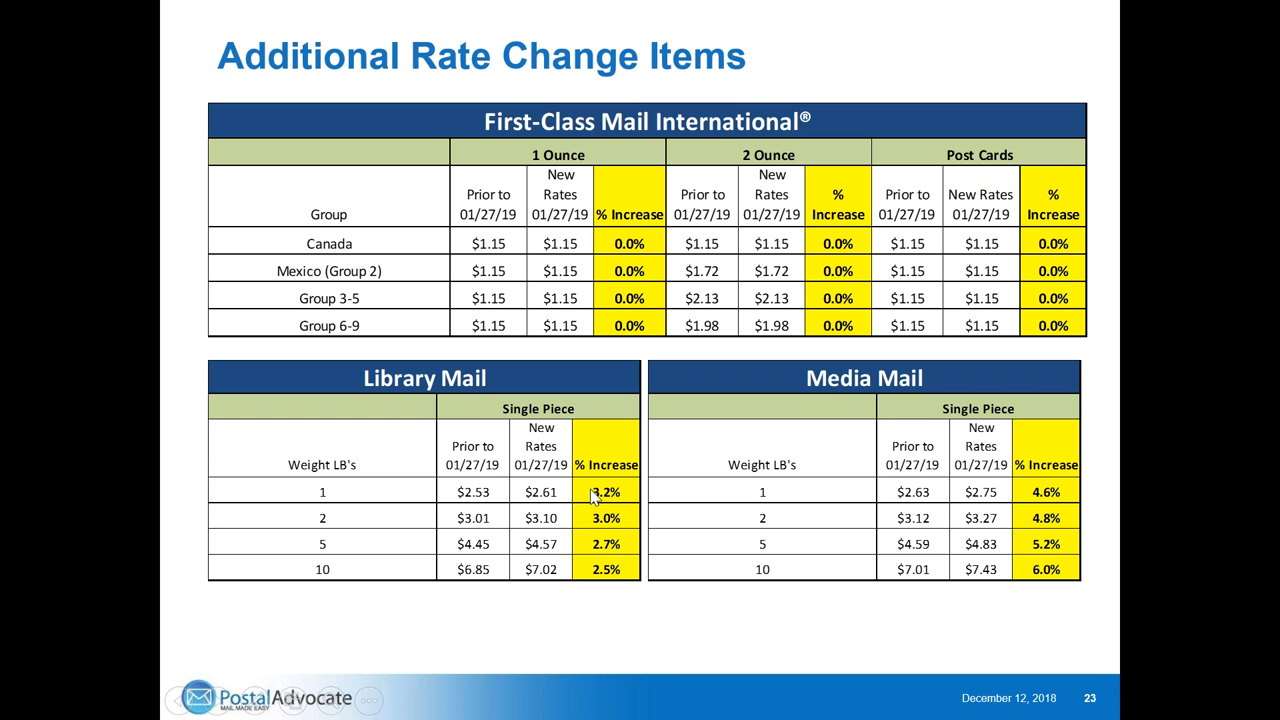 Additional Rate Change Items
First-Class Mail International®
1 Ounce 2 Ounce Post Cards
Group Prior to 01/27/19 New Rates 01/27/19 % Increase Prior to 01/27/19 New Rates 01/27/19 % Increase Prior to 01/27/19 New Rates 01/27/19 % Increase
Canada $1.15 $1.15 0.0% $1.15 $1.15 0.0% $1.15 $1.15 0.0%
Mexico (Group 2) $1.15 $1.15 0.0% $1.72 $1.72 0.0% $1.15 $1.15 0.0%
Group 3-5 $1.15 $1.15 0.0% $2.13 $2.13 0.0% $1.15 $1.15 0.0%
Group 6-9 $1.15 $1.15 0.0% $1.98 $1.98 0.0% $1.15 $1.15 0.0%
Library Mail
Single Piece
Weight LB's Prior to 01/27/19 New Rates 01/27/19 % Increase
1 $2.53 $2.61 3.2%
2 $3.01 $3.10 3.0%
5 $4.45 $4.57 2.7%
10 $6.85 $7.02 2.5%
Media Mail
Single Piece
Weight LB's Prior to 01/27/19 New Rates 01/27/19 % Increase
1 $2.63 $2.75 4.6%
2 $3.12 $3.27 4.8%
5 $4.59 $4.83 5.2%
10 $7.01 $7.43 6.0%
PostalAdvocate
MAIL MADE EASY
December 12, 2018 23